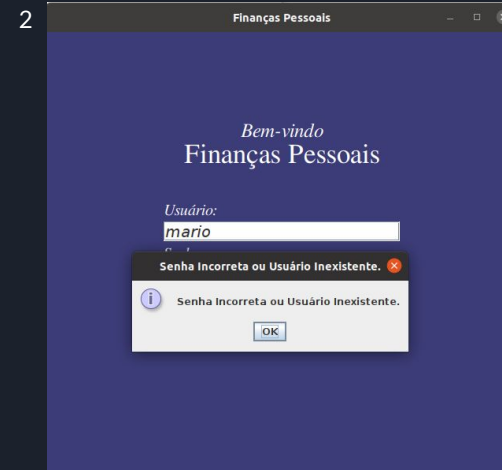 2
Finanças Pessoais
Bem-vindo
Finanças Pessoais
Usuário:
mario
Senha Incorreta ou Usuário Inexistente.
Senha Incorreta ou Usuário Inexistente.
OK